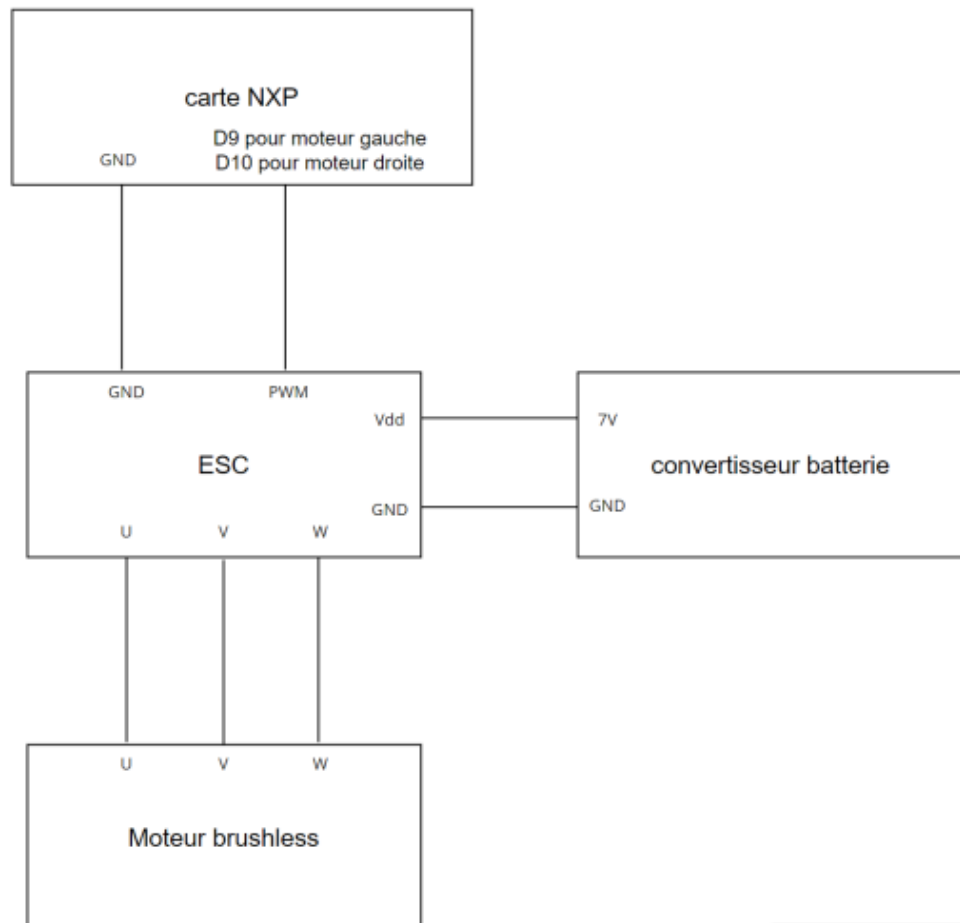 carte NXP
D9 pour moteur gauche
GND
D10 pour moteur droite
GND
PWM
Vdd
7V
ESC
convertisseur batterie
GND
GND
U
V
W
U
V
W
Moteur brushless